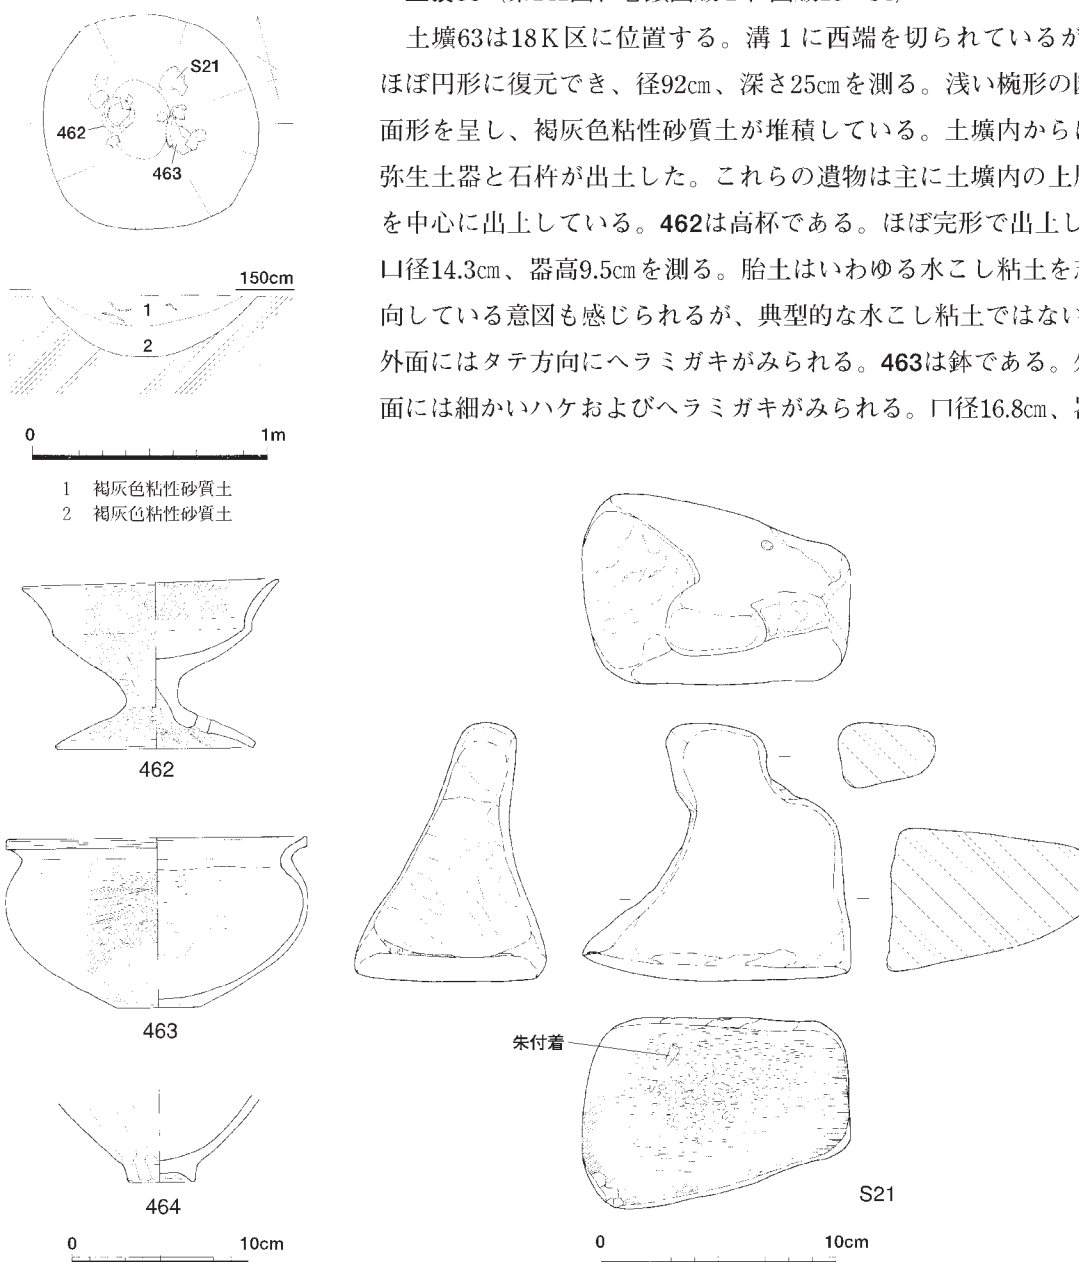 土壙63は18K区に位置する。溝1に西端を切られているが
ほぼ円形に復元でき、径92㎝、深さ25㎝を測る。浅い椀形の
面形を呈し、褐灰色粘性砂質土が堆積している。土壙内から
弥生土器と石杵が出土した。これらの遺物は主に土壙内の上
を中心に出土している。462は高杯である。ほぼ完形で出土し
口径14.3㎝、器高9.5㎝を測る。胎土はいわゆる水こし粘土を
向している意図も感じられるが、典型的な水こし粘土ではない
外面にはタテ方向にヘラミガキがみられる。463は鉢である。
面には細かいハケおよびヘラミガキがみられる。口径16.8㎝、
S21
462
463
150cm
1
2
0 1m
1 褐灰色粘性砂質土
2 褐灰色粘性砂質土
462
463
464
0 10cm
朱付着
S21
0 10cm